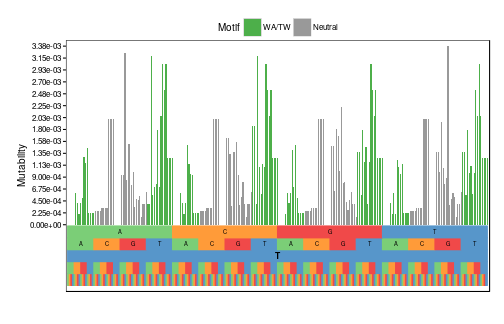 Motif WA/TW Neutral
3.38e-03
3.15e-03
2.93e-03
2.70e-03
2.48e-03
2.25e-03
2.03e-03
1.80e-03
1.58e-03
1.35e-03
1.13e-03
9.00e-04
6.75e-04
4.50e-04
2.25e-04
0.00e+00
Mutability
A C G T
A C G T A C G T A C G T A C G T
T